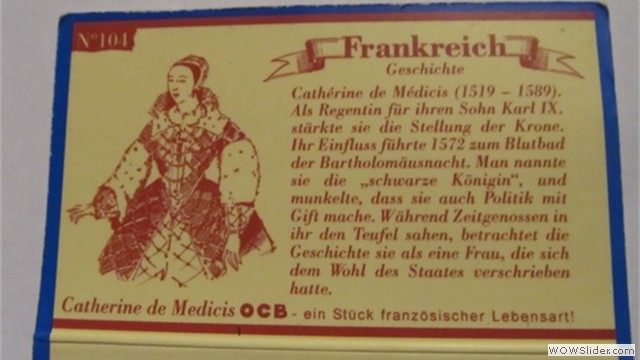 Nº104
Frankreich
Geschichte
Cathérine de Médicis (1519 – 1589).
Als Regentin für ihren Sohn Karl IX.
stärkte sie die Stellung der Krone.
Ihr Einfluss führte 1572 zum Blutbad
der Bartholomäusnacht. Man nannte
sie die „schwarze Königin“, und
munkelte, dass sie auch Politik mit
Gift mache. Während Zeitgenossen in
ihr den Teufel sahen, betrachtet die
Geschichte sie als eine Frau, die sich
dem Wohl des Staates verschrieben
hatte.
Catherine de Medicis OCB - ein Stück französischer Lebensart!
WOWSlider.com